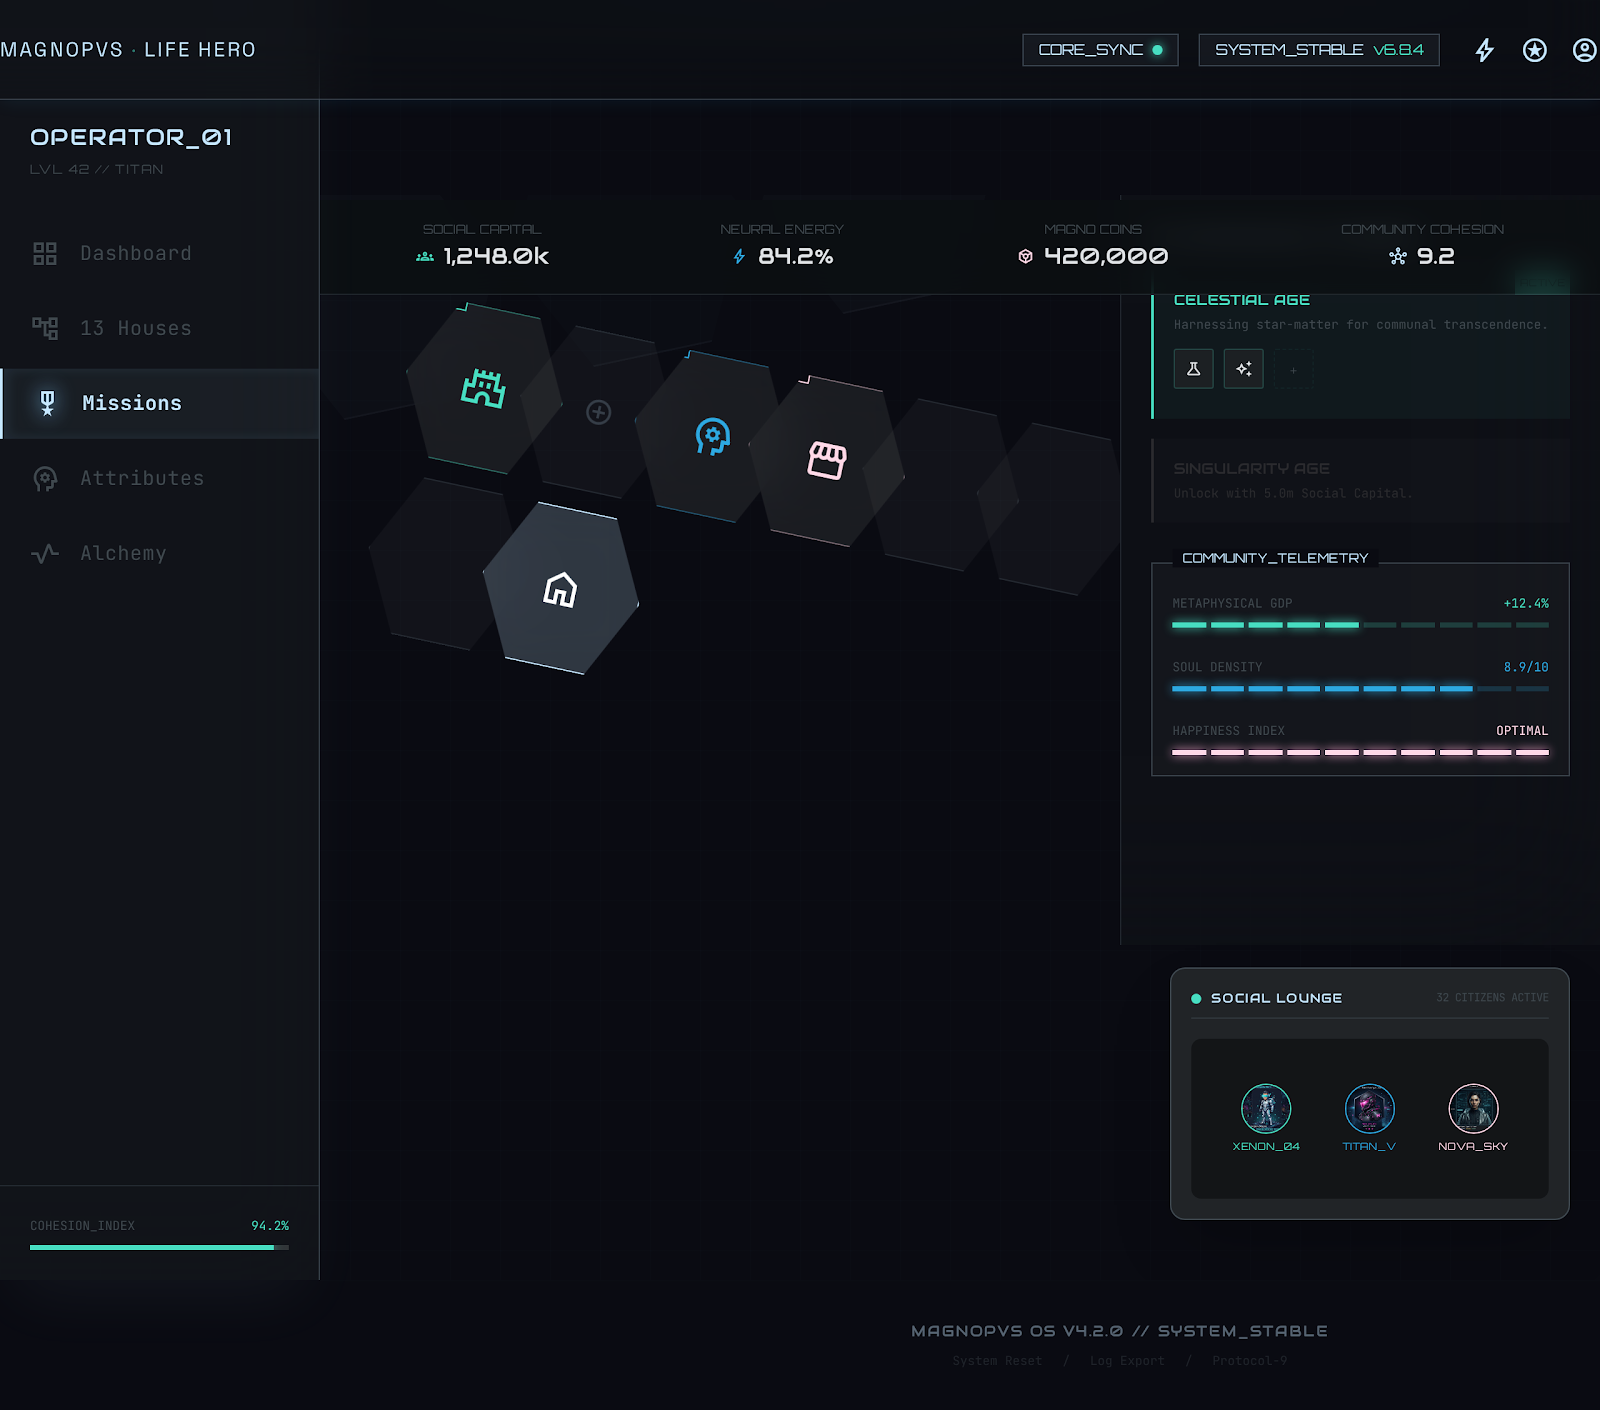 MAGNOPVS · LIFE HERO
CORE_SYNC
SYSTEM_STABLE v6.8.4
OPERATOR_01
LVL 42 // TITAN
Dashboard
13 Houses
Missions
Attributes
Alchemy
COHESION_INDEX 94.2%
SOCIAL CAPITAL
1,248.0k
NEURAL ENERGY
84.2%
MAGNO COINS
420,000
COMMUNITY COHESION
9.2
CELESTIAL AGE
Harnessing star-matter for communal transcendence.
+
SINGULARITY AGE
Unlock with 5.0m Social Capital.
COMMUNITY_TELEMETRY
METAPHYSICAL GDP +12.4%
SOUL DENSITY 8.9/10
HAPPINESS INDEX OPTIMAL
SOCIAL LOUNGE 32 CITIZENS ACTIVE
XENON_04 TITAN_V NOVA_SKY
MAGNOPVS OS V4.2.0 // SYSTEM_STABLE
System Reset / Log Export / Protocol-9